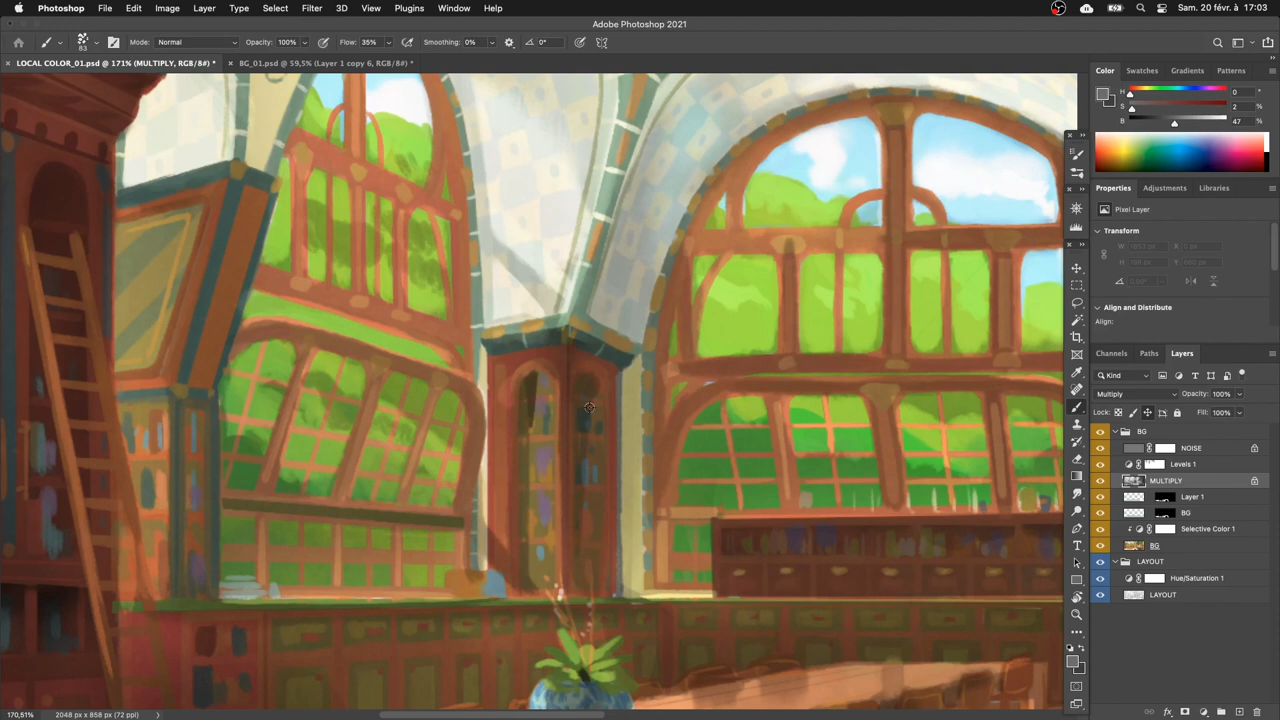 Photoshop File Edit Image Layer Type Select Filter 3D View Plugins Window Help Sam. 20 févr. à 17:03
Adobe Photoshop 2021
83 Mode: Normal Opacity: 100% Flow: 35% Smoothing: 0% 0°
LOCAL COLOR_01.psd @ 171% (MULTIPLY, RGB/8#) * BG_01.psd @ 59,5% (Layer 1 copy 6, RGB/8#) *
Color Swatches Gradients Patterns
H 0 °
S 2 %
B 47 %
Properties Adjustments Libraries
Pixel Layer
Transform
W: 1853 px X: 0 px
Align and Distribute
Align:
Channels Paths Layers
Kind
Multiply Opacity: 100%
Lock: Fill: 100%
BG
NOISE
Levels 1
MULTIPLY
Layer 1
BG
Selective Color 1
BG
LAYOUT
Hue/Saturation 1
LAYOUT
170,51% 2048 px x 858 px (72 ppi)